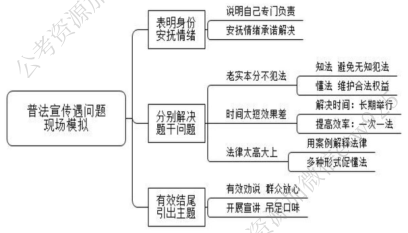 普法宣传遇问题
现场模拟
表明身份
安抚情绪
说明自己专门负责
安抚情绪承诺解决
分别解决
题干问题
老实本分不犯法
知法 避免无知犯法
懂法 维护合法权益
时间太短效果差
解决时间：长期举行
提高效率：一次一法
法律太高大上
用案例解释法律
多种形式促懂法
有效结尾
引出主题
有效劝说 群众放心
开展宣讲 吊足口味